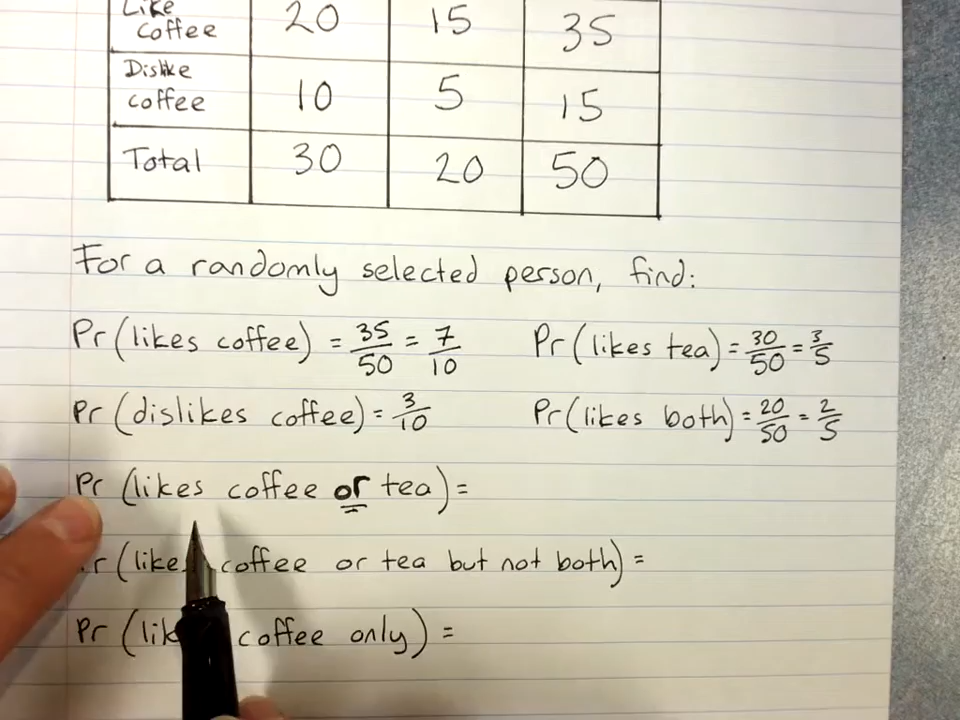 Like
coffee 20 15 35
Dislike
coffee 10 5 15
Total 30 20 50
For a randomly selected person, find:
Pr (likes coffee) = 35/50 = 7/10 Pr (likes tea) = 30/50 = 3/5
Pr (dislikes coffee) = 3/10 Pr (likes both) = 20/50 = 2/5
Pr (likes coffee or tea) =
(like coffee or tea but not both) =
Pr ( coffee only) =